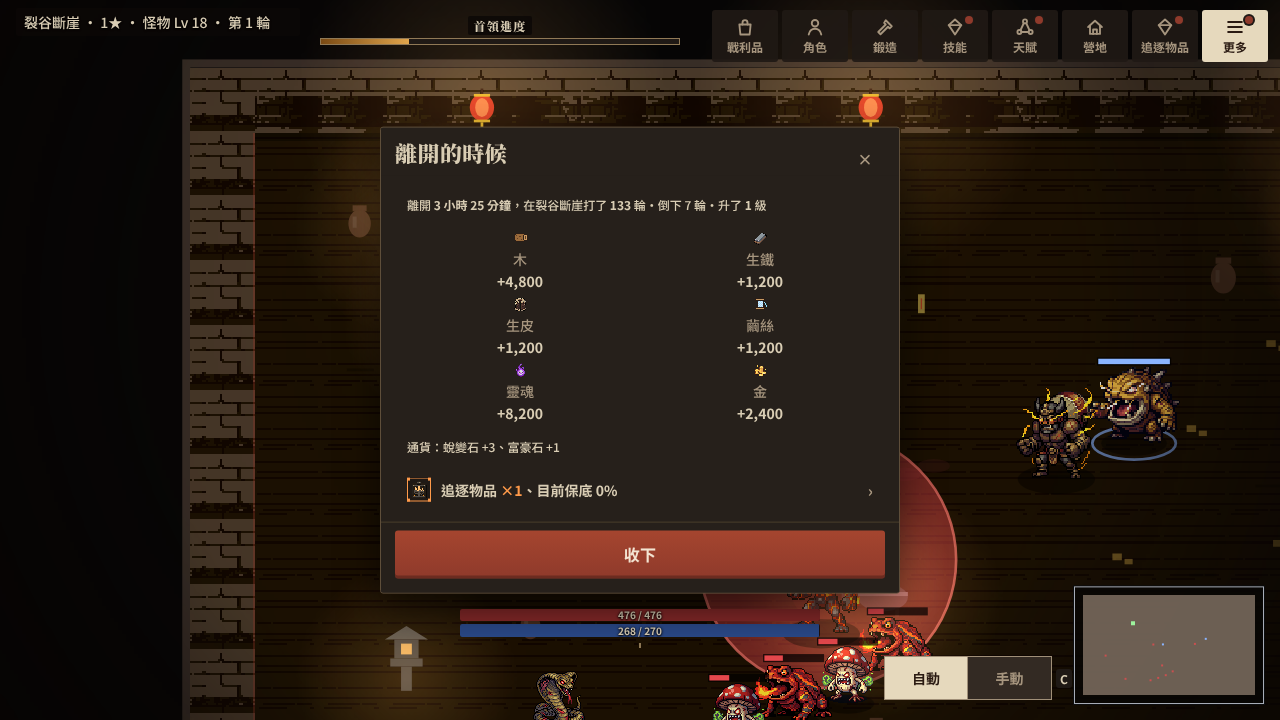 裂谷斷崖 · 1★ · 怪物 Lv 18 · 第 1 輪
首領進度
戰利品
角色
鍛造
技能
天賦
營地
追逐物品
更多
離開的時候
×
離開 3 小時 25 分鐘，在裂谷斷崖打了 133 輪·倒下 7 輪·升了 1 級
木
+4,800
生鐵
+1,200
生皮
+1,200
繭絲
+1,200
靈魂
+8,200
金
+2,400
通貨：蛻變石 +3、富豪石 +1
追逐物品 ×1、目前保底 0% ›
收下
476 / 476
268 / 270
自動
手動
C